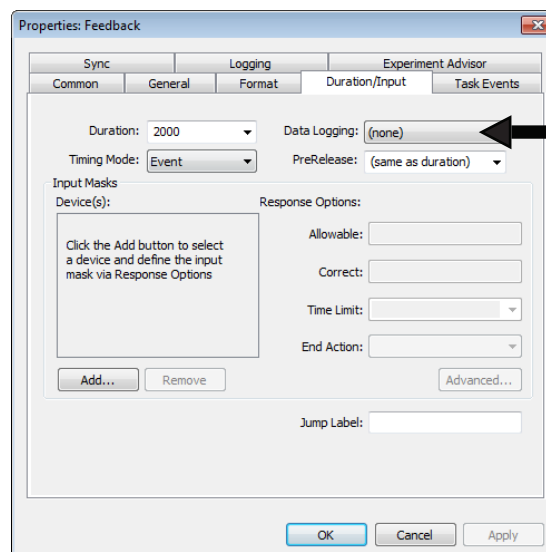 Properties: Feedback
Sync Logging Experiment Advisor
Common General Format Duration/Input Task Events
Duration: 2000 Data Logging: (none)
Timing Mode: Event PreRelease: (same as duration)
Input Masks
Device(s): Response Options:
Click the Add button to select
a device and define the input
mask via Response Options
Allowable:
Correct:
Time Limit:
End Action:
Add... Remove Advanced...
Jump Label:
OK Cancel Apply